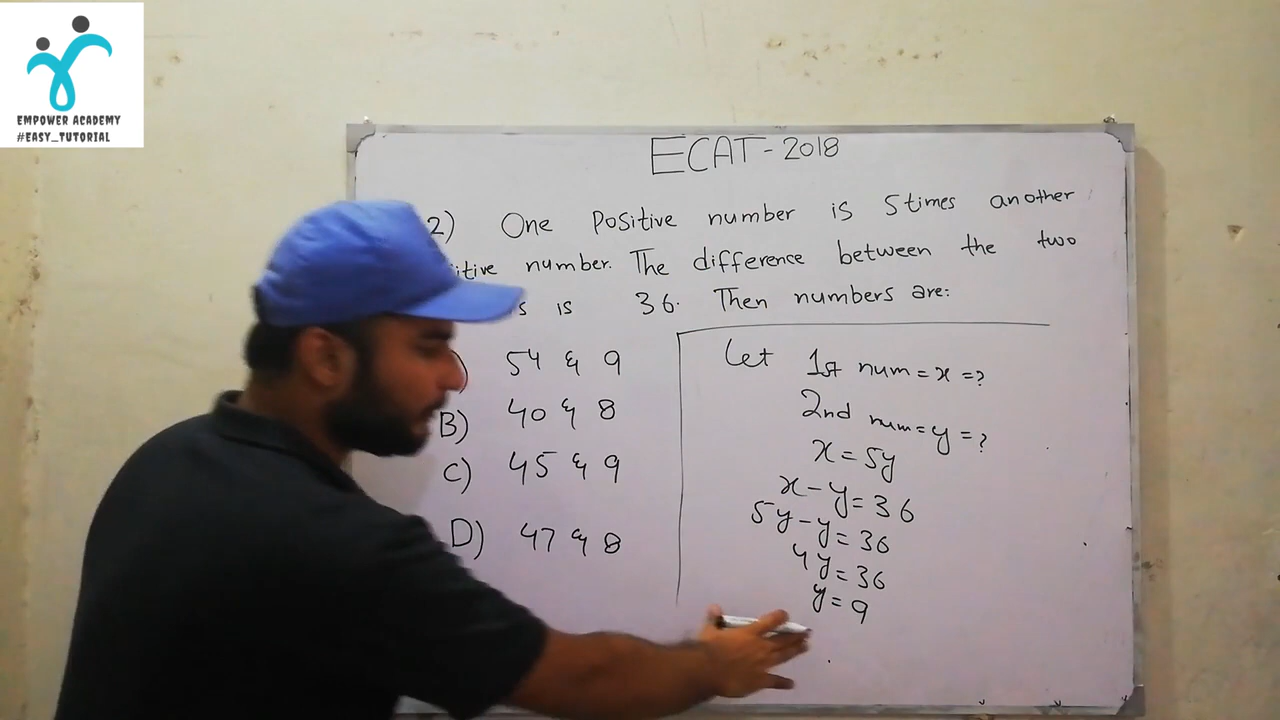 EMPOWER ACADEMY
#EASY_TUTORIAL
ECAT-2018
2) One Positive number is 5times another
itive number. The difference between the two
s is 36. Then numbers are:
) 54 & 9
B) 40 & 8
C) 45 & 9
D) 47 & 8
Let 1st num=x=?
2nd num=y=?
x=5y
x-y=36
5y-y=36
4y=36
y=9